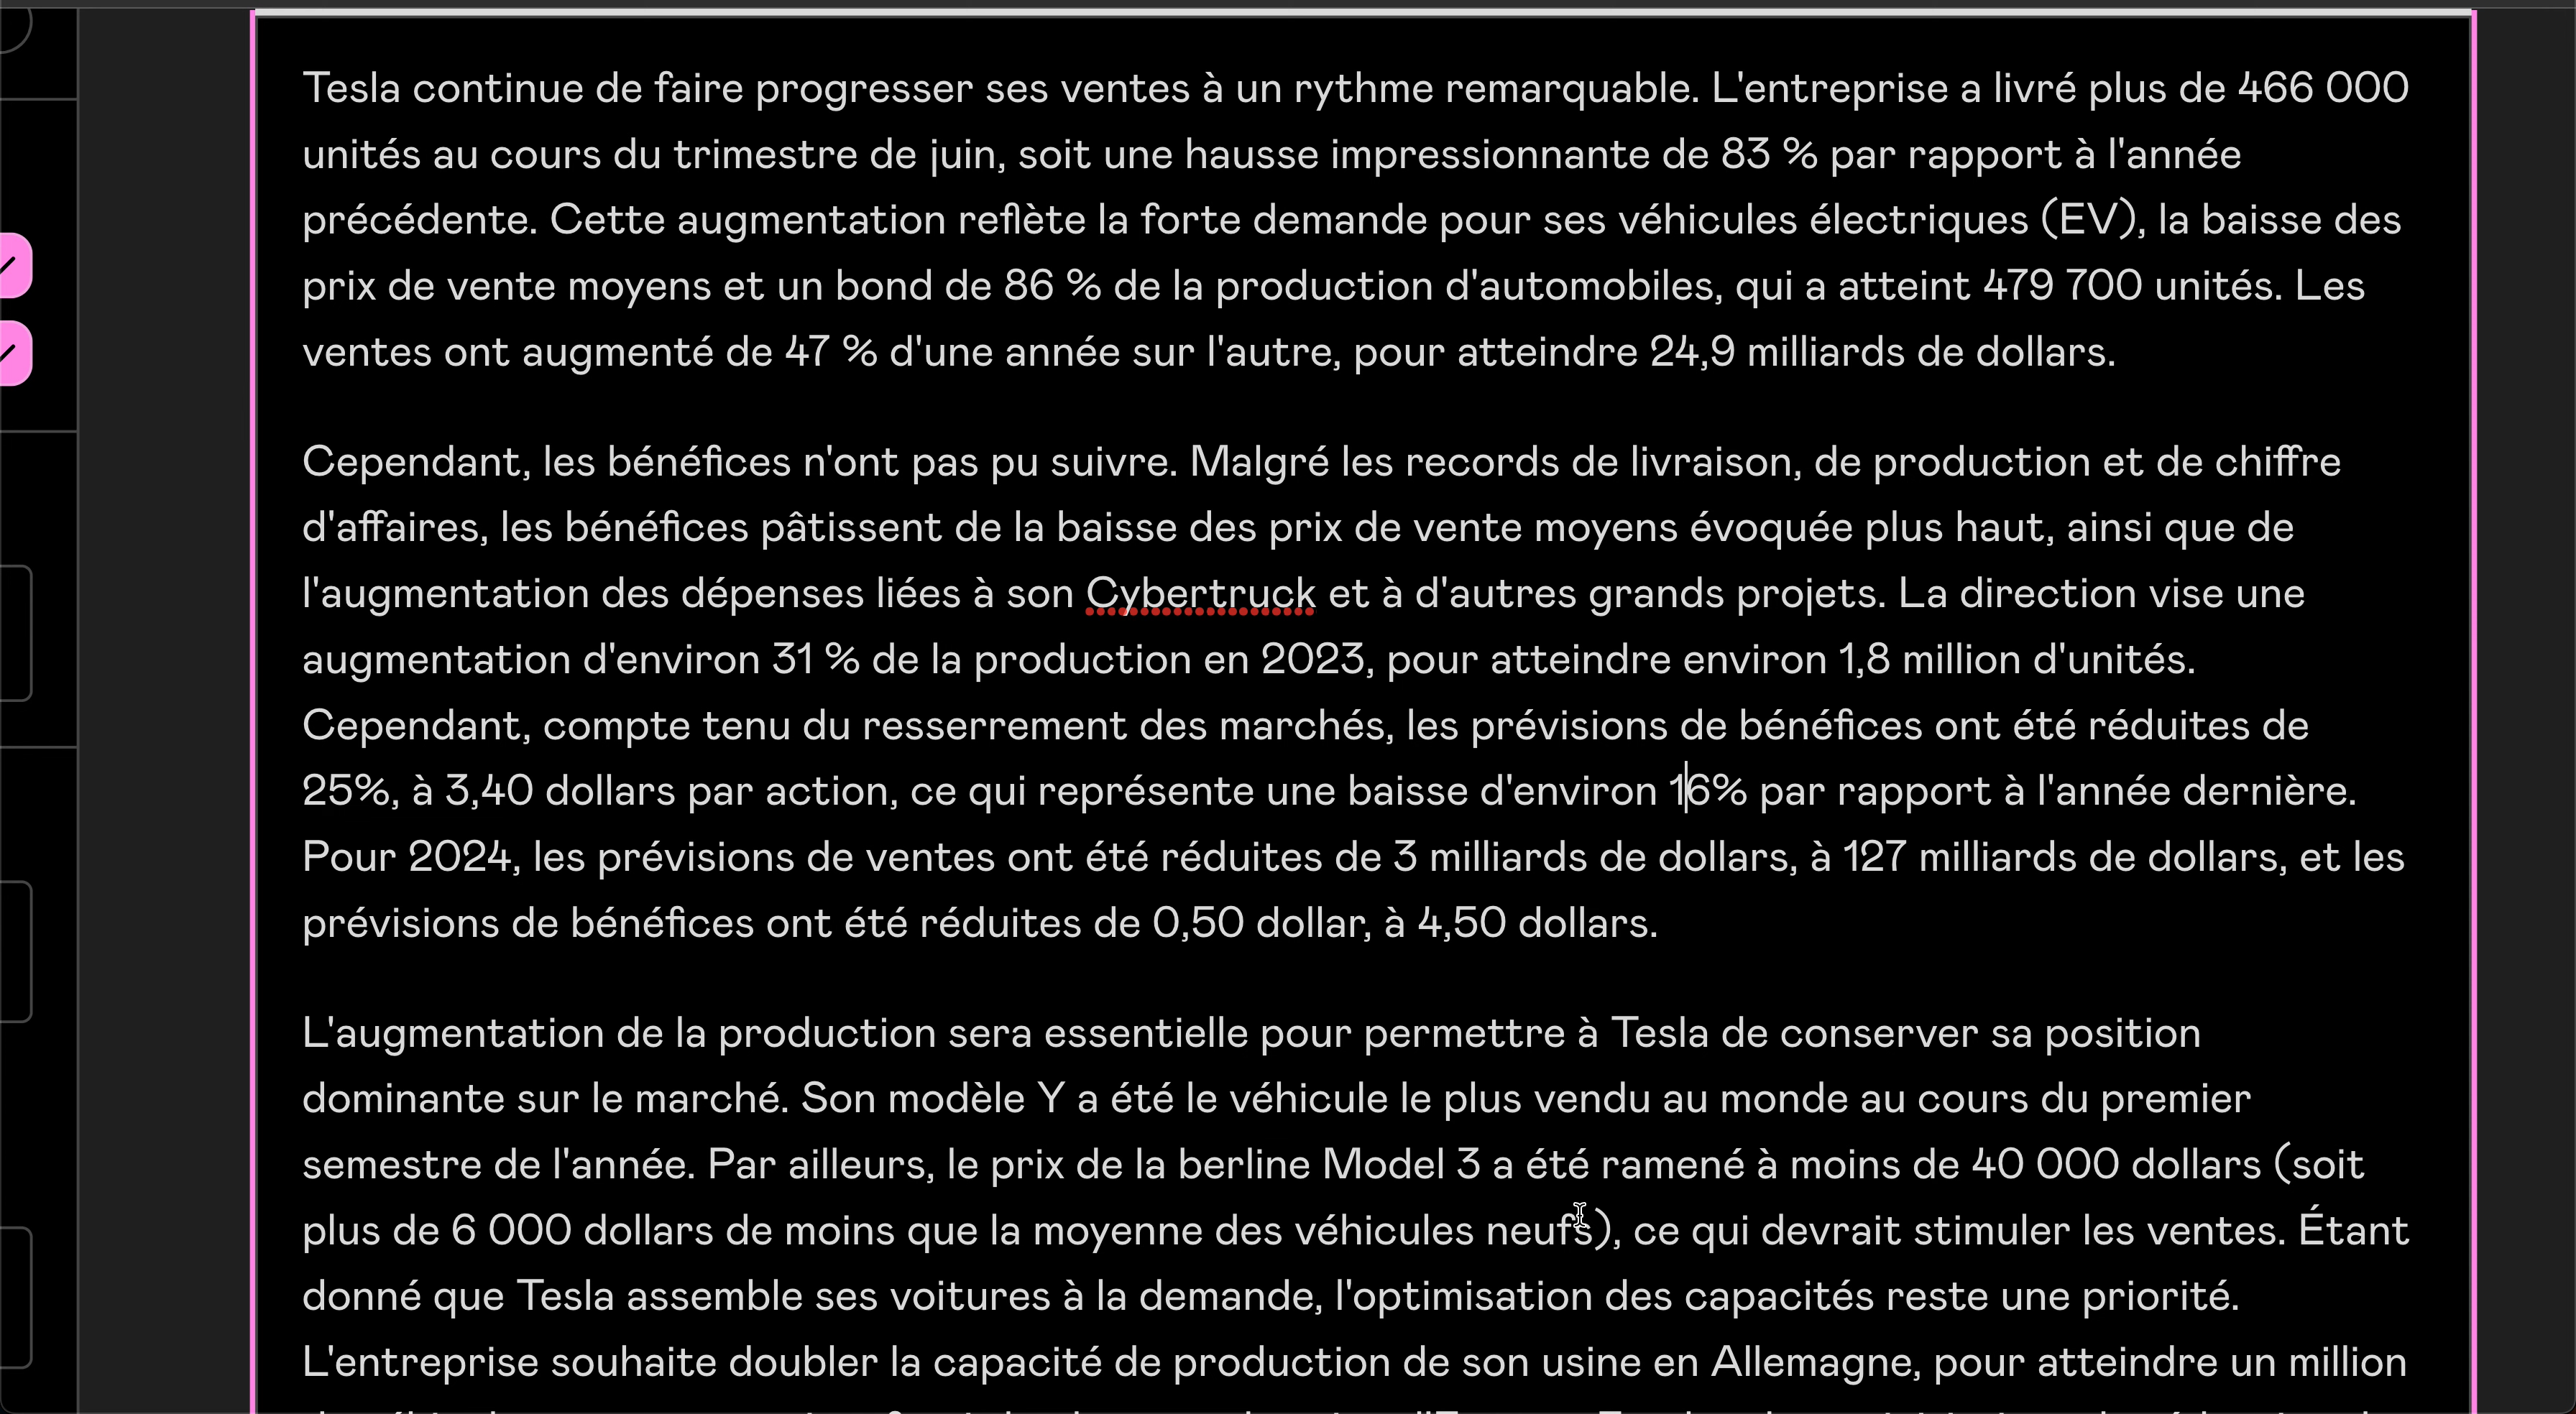 Tesla continue de faire progresser ses ventes à un rythme remarquable. L'entreprise a livré plus de 466 000
unités au cours du trimestre de juin, soit une hausse impressionnante de 83 % par rapport à l'année
précédente. Cette augmentation reflète la forte demande pour ses véhicules électriques (EV), la baisse des
prix de vente moyens et un bond de 86 % de la production d'automobiles, qui a atteint 479 700 unités. Les
ventes ont augmenté de 47 % d'une année sur l'autre, pour atteindre 24,9 milliards de dollars.
Cependant, les bénéfices n'ont pas pu suivre. Malgré les records de livraison, de production et de chiffre
d'affaires, les bénéfices pâtissent de la baisse des prix de vente moyens évoquée plus haut, ainsi que de
l'augmentation des dépenses liées à son Cybertruck et à d'autres grands projets. La direction vise une
augmentation d'environ 31 % de la production en 2023, pour atteindre environ 1,8 million d'unités.
Cependant, compte tenu du resserrement des marchés, les prévisions de bénéfices ont été réduites de
25%, à 3,40 dollars par action, ce qui représente une baisse d'environ 16% par rapport à l'année dernière.
Pour 2024, les prévisions de ventes ont été réduites de 3 milliards de dollars, à 127 milliards de dollars, et les
prévisions de bénéfices ont été réduites de 0,50 dollar, à 4,50 dollars.
L'augmentation de la production sera essentielle pour permettre à Tesla de conserver sa position
dominante sur le marché. Son modèle Y a été le véhicule le plus vendu au monde au cours du premier
semestre de l'année. Par ailleurs, le prix de la berline Model 3 a été ramené à moins de 40 000 dollars (soit
plus de 6 000 dollars de moins que la moyenne des véhicules neufs), ce qui devrait stimuler les ventes. Étant
donné que Tesla assemble ses voitures à la demande, l'optimisation des capacités reste une priorité.
L'entreprise souhaite doubler la capacité de production de son usine en Allemagne, pour atteindre un million